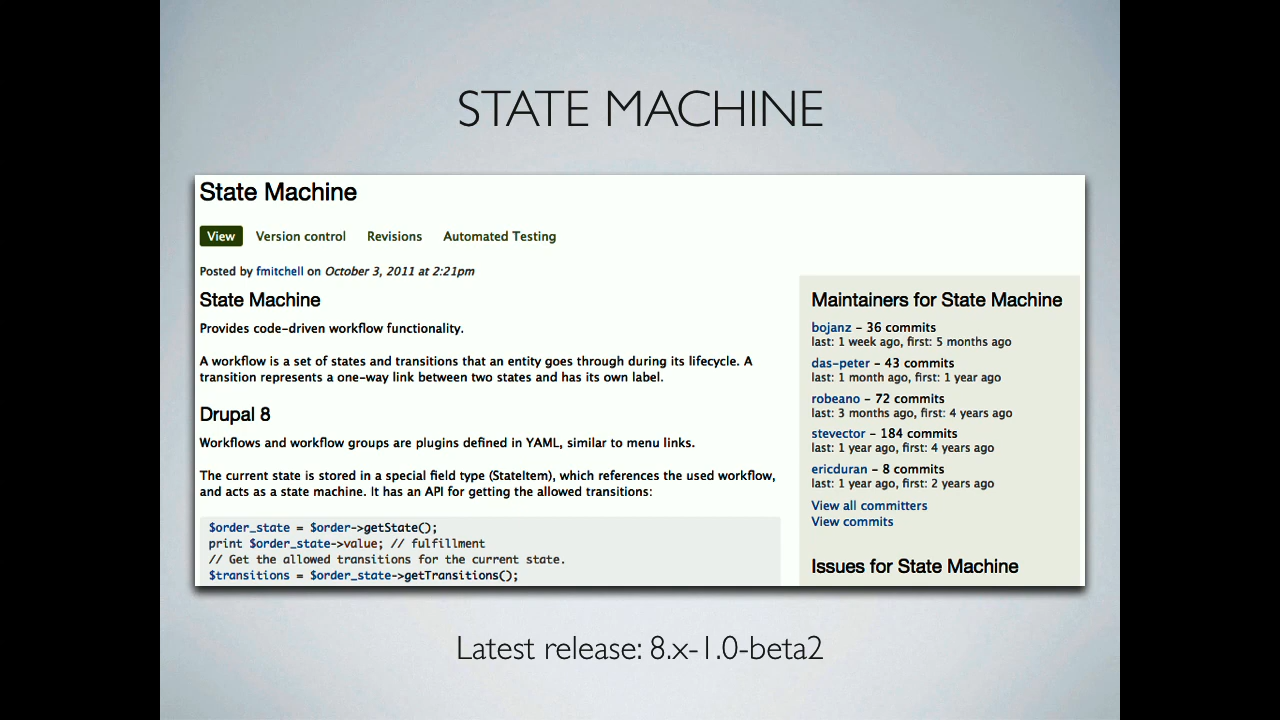 STATE MACHINE
State Machine
View Version control Revisions Automated Testing
Posted by fmitchell on October 3, 2011 at 2:21pm
State Machine
Provides code-driven workflow functionality.
A workflow is a set of states and transitions that an entity goes through during its lifecycle. A
transition represents a one-way link between two states and has its own label.
Drupal 8
Workflows and workflow groups are plugins defined in YAML, similar to menu links.
The current state is stored in a special field type (StateItem), which references the used workflow,
and acts as a state machine. It has an API for getting the allowed transitions:
$order_state = $order->getState();
print $order_state->value; // fulfillment
// Get the allowed transitions for the current state.
$transitions = $order_state->getTransitions();
Maintainers for State Machine
bojanz – 36 commits
last: 1 week ago, first: 5 months ago
das-peter – 43 commits
last: 1 month ago, first: 1 year ago
robeano – 72 commits
last: 3 months ago, first: 4 years ago
stevector – 184 commits
last: 1 year ago, first: 4 years ago
ericduran – 8 commits
last: 1 year ago, first: 2 years ago
View all committers
View commits
Issues for State Machine
Latest release: 8.x-1.0-beta2